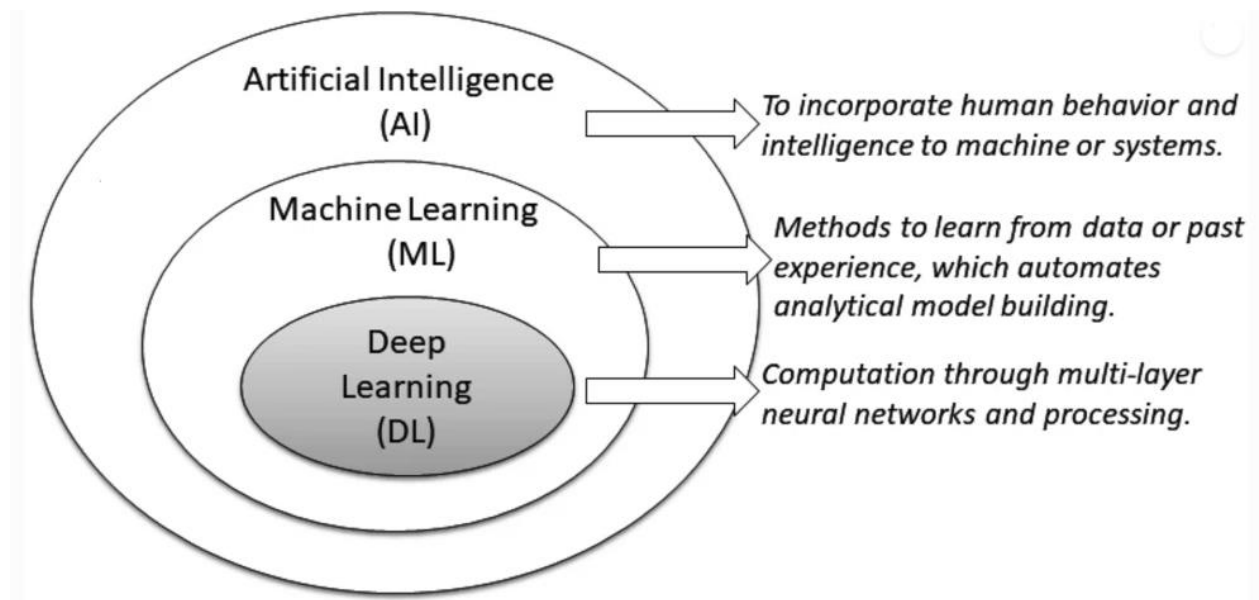 Artificial Intelligence
(AI)
To incorporate human behavior and
intelligence to machine or systems.
Machine Learning
(ML)
Methods to learn from data or past
experience, which automates
analytical model building.
Deep
Learning
(DL)
Computation through multi-layer
neural networks and processing.